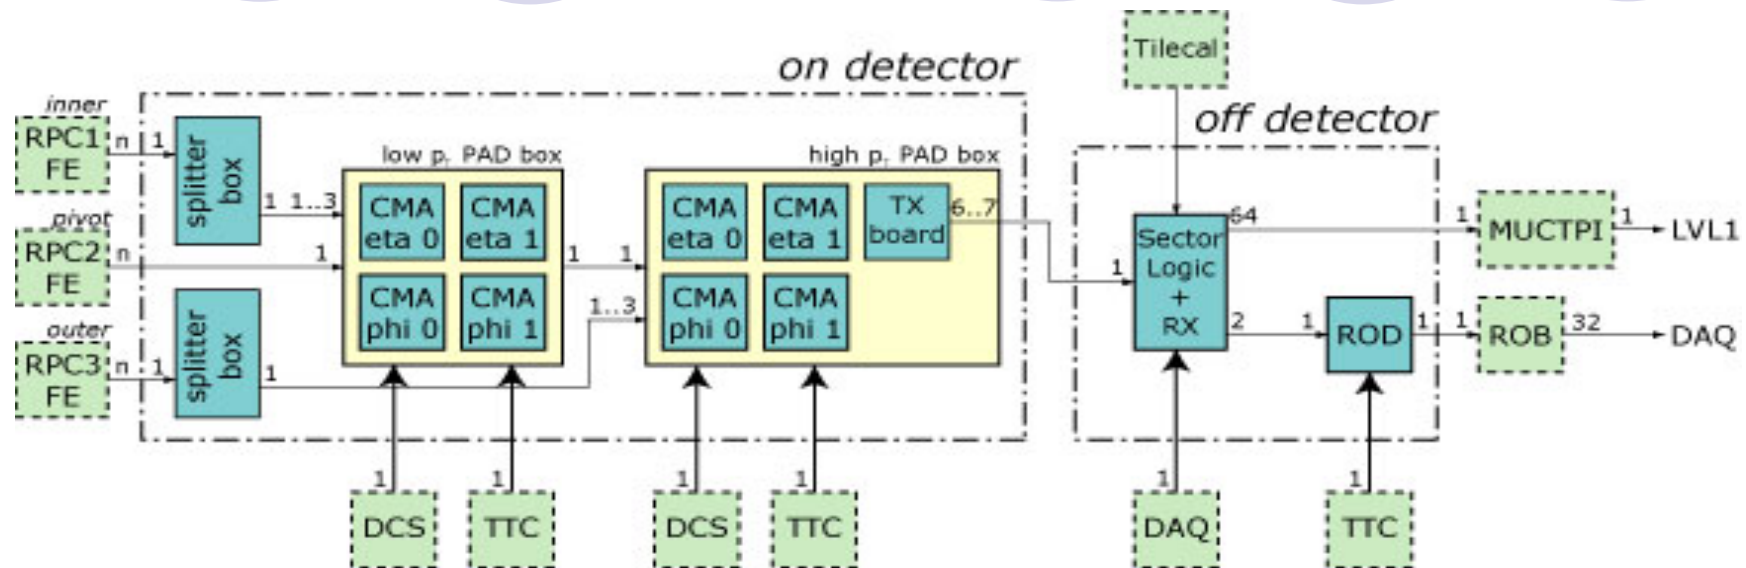 Tilecal
on detector
off detector
inner
RPC1
FE
n
1
splitter
box
pivot
RPC2
FE
n
1
outer
RPC3
FE
n
1
splitter
box
1
1
1..3
low pT PAD box
CMA
eta 0
CMA
eta 1
CMA
phi 0
CMA
phi 1
1
1
1..3
high pT PAD box
CMA
eta 0
CMA
eta 1
TX
board
CMA
phi 0
CMA
phi 1
6..7
1
Sector
Logic
+
RX
64
1
MUCTPI
1
LVL1
2
1
ROD
1
1
ROB
32
DAQ
1
DCS
1
TTC
1
DCS
1
TTC
1
DAQ
1
TTC